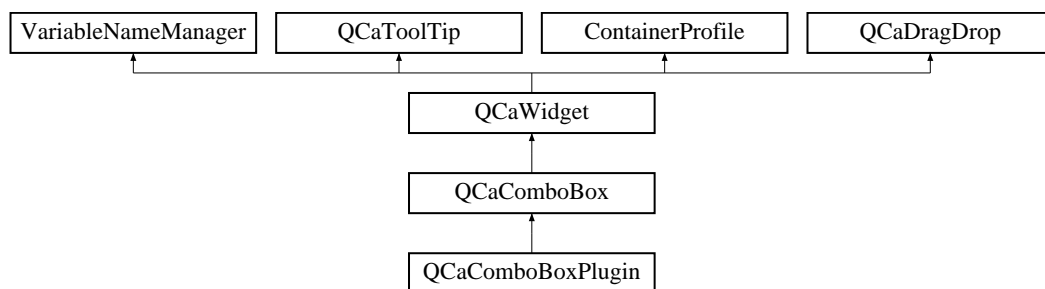 VariableNameManager
QCaToolTip
ContainerProfile
QCaDragDrop
QCaWidget
QCaComboBox
QCaComboBoxPlugin